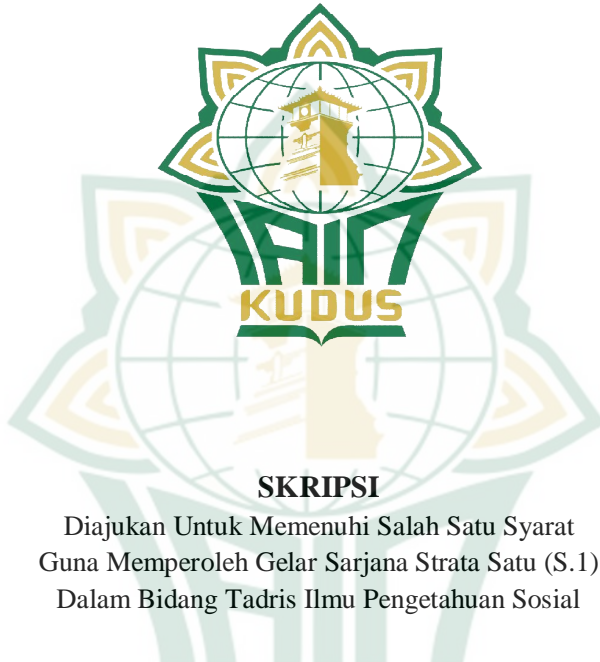 IAIN
KUDUS
SKRIPSI
Diajukan Untuk Memenuhi Salah Satu Syarat
Guna Memperoleh Gelar Sarjana Strata Satu (S.1)
Dalam Bidang Tadris Ilmu Pengetahuan Sosial